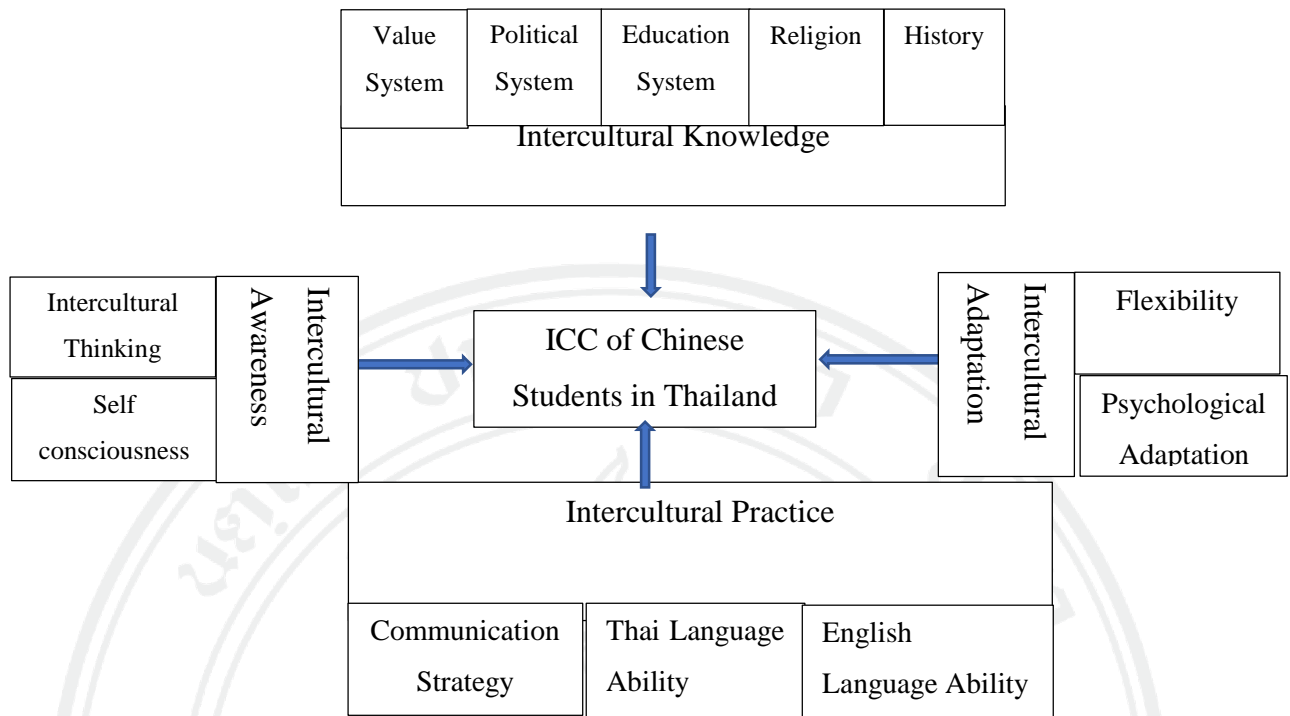 Value
System
Political
System
Education
System
Religion
History
Intercultural Knowledge
Intercultural
Thinking
Self
consciousness
Intercultural
Awareness
ICC of Chinese
Students in Thailand
Intercultural
Adaptation
Flexibility
Psychological
Adaptation
Intercultural Practice
Communication
Strategy
Thai Language
Ability
English
Language Ability